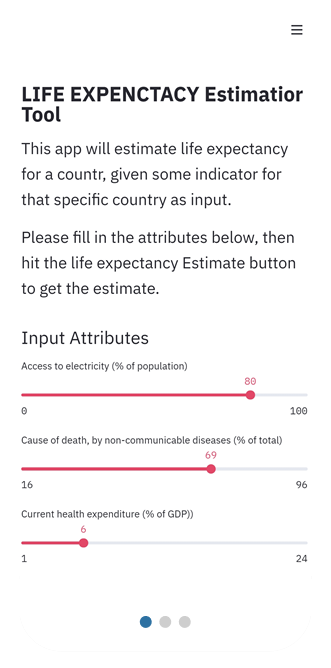 LIFE EXPENCTACY Estimatior
Tool
This app will estimate life expectancy
for a countr, given some indicator for
that specific country as input.
Please fill in the attributes below, then
hit the life expectancy Estimate button
to get the estimate.
Input Attributes
Access to electricity (% of population)
80
0 100
Cause of death, by non-communicable diseases (% of total)
69
16 96
Current health expenditure (% of GDP))
6
1 24